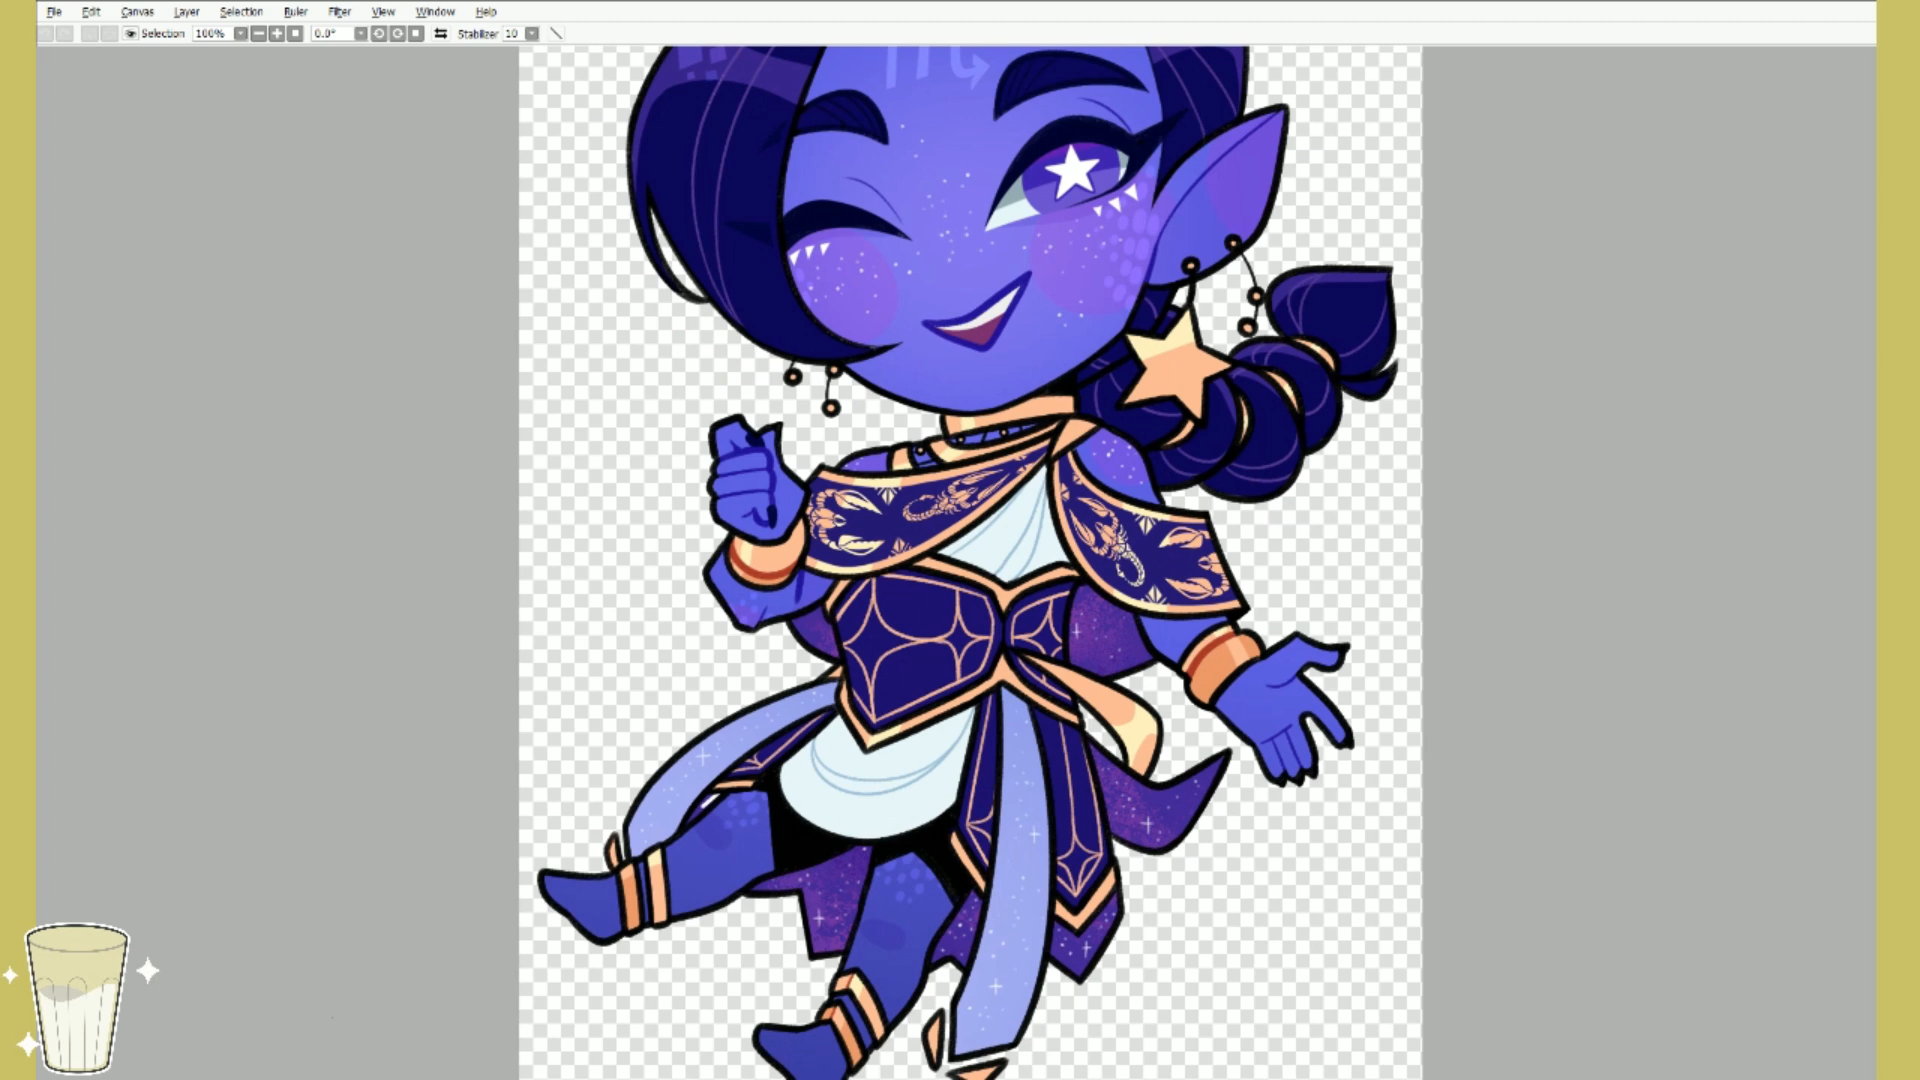 File Edit Canvas Layer Selection Ruler Filter View Window Help
Selection 100% 0.0° Stabilizer 10
♏